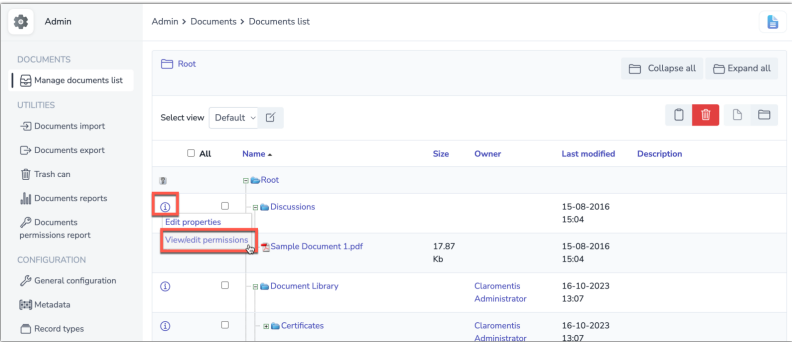 Admin
Admin > Documents > Documents list
DOCUMENTS
Manage documents list
UTILITIES
Documents import
Documents export
Trash can
Documents reports
Documents
permissions report
CONFIGURATION
General configuration
Metadata
Record types
Root
Collapse all
Expand all
Select view
Default
All
Name
Size
Owner
Last modified
Description
Root
Discussions
15-08-2016
15:04
Edit properties
View/edit permissions
Sample Document 1.pdf
17.87
Kb
15-08-2016
15:04
Document Library
Claromentis
Administrator
16-10-2023
13:07
Certificates
Claromentis
Administrator
16-10-2023
13:07